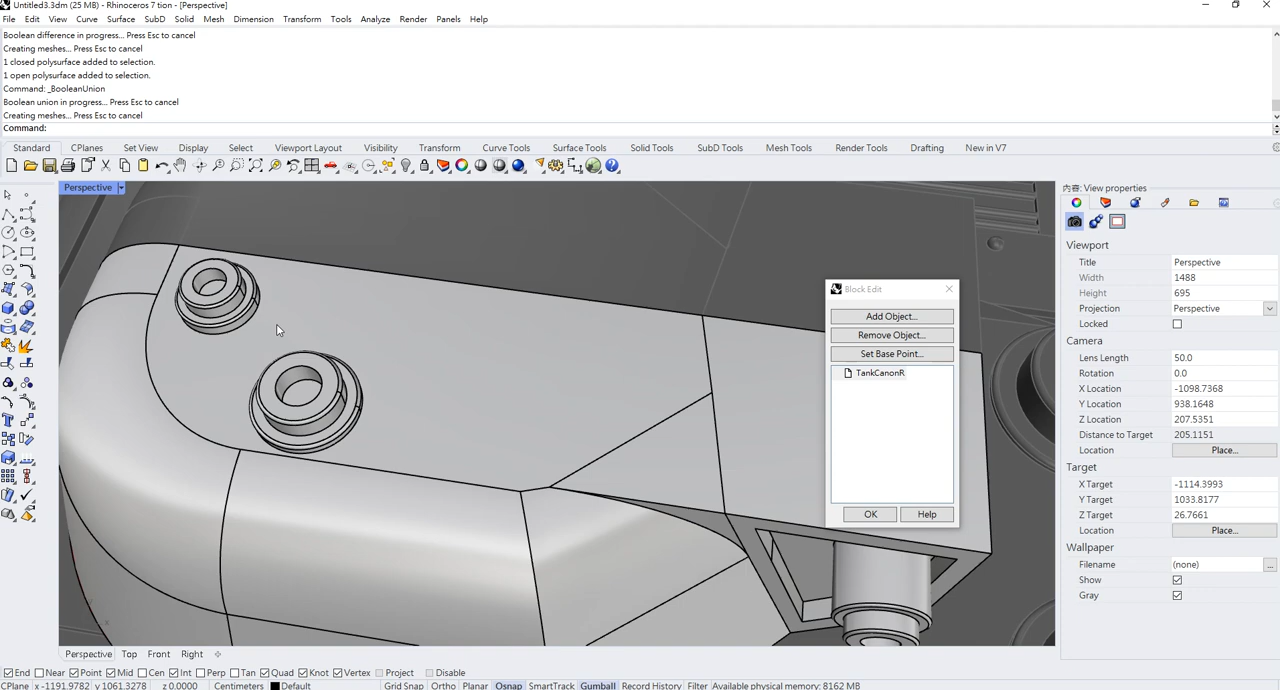 Untitled3.3dm (25 MB) - Rhinoceros 7 tion - [Perspective]
File Edit View Curve Surface SubD Solid Mesh Dimension Transform Tools Analyze Render Panels Help
Boolean difference in progress... Press Esc to cancel
Creating meshes... Press Esc to cancel
1 closed polysurface added to selection.
1 open polysurface added to selection.
Command: _BooleanUnion
Boolean union in progress... Press Esc to cancel
Creating meshes... Press Esc to cancel
Command:
Standard CPlanes Set View Display Select Viewport Layout Visibility Transform Curve Tools Surface Tools Solid Tools SubD Tools Mesh Tools Render Tools Drafting New in V7
Perspective
内容: View properties
Viewport
Title Perspective
Width 1488
Height 695
Projection Perspective
Locked
Camera
Lens Length 50.0
Rotation 0.0
X Location -1098.7368
Y Location 938.1648
Z Location 207.5351
Distance to Target 205.1151
Location Place...
Target
X Target -1114.3993
Y Target 1033.8177
Z Target 26.7661
Location Place...
Wallpaper
Filename (none) ...
Show
Gray
Block Edit
Add Object...
Remove Object...
Set Base Point...
TankCanonR
OK Help
Perspective Top Front Right
End Near Point Mid Cen Int Perp Tan Quad Knot Vertex Project Disable
CPlane x -1191.9782 y 1061.3278 z 0.0000 Centimeters Default Grid Snap Ortho Planar Osnap SmartTrack Gumball Record History Filter Available physical memory: 8162 MB